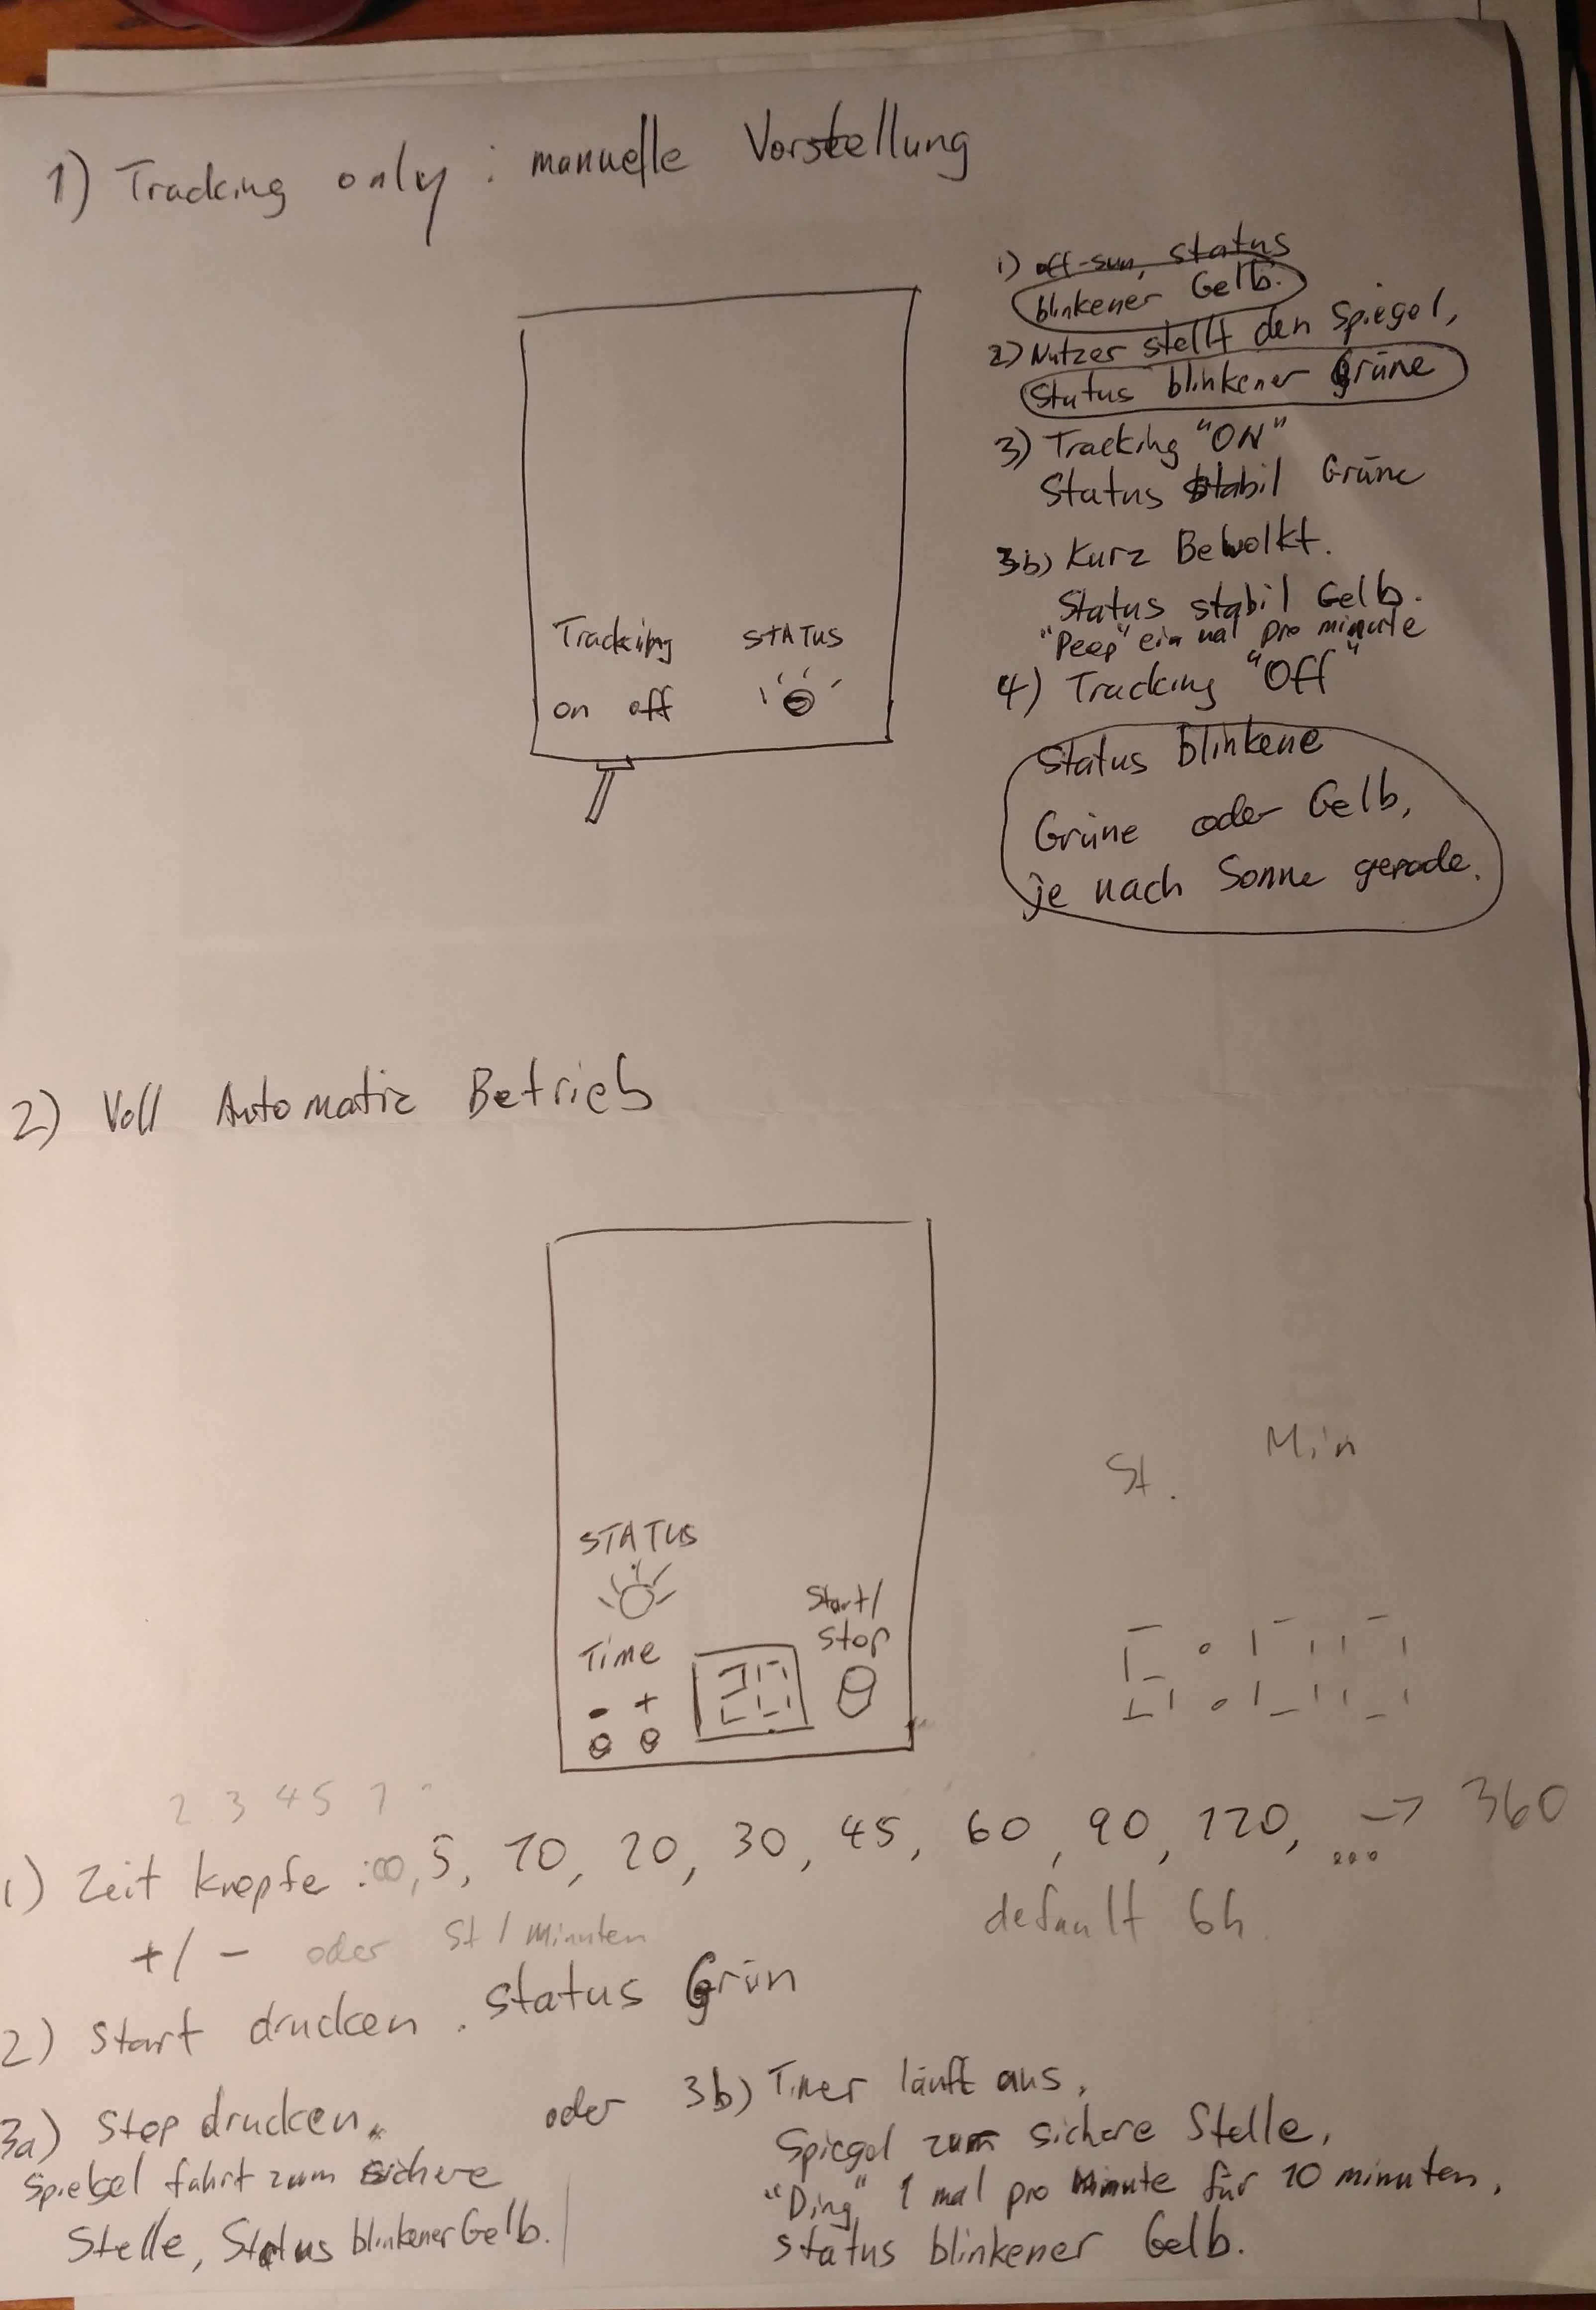 1) Tracking only : manuelle Vorstellung
1) off-sun, status
blinkener Gelb.
2) Nutzer stellt den Spiegel,
Status blinkener Grüne
3) Tracking "ON"
Status stabil Grüne
3b) Kurz Bewolkt.
Status stabil Gelb.
"Peep" ein mal pro minute
4) Tracking "Off"
Status blinkene
Grüne oder Gelb,
je nach Sonne gerade.
Tracking STATUS
on off
2) Voll Automatic Betrieb
St. Min
STATUS
Start/
Stop
Time
- +
20
6:00
2 3 4 5 7
1) Zeit knopfe : ∞, 5, 10, 20, 30, 45, 60, 90, 120, ... → 360
+/- oder St/Minuten
default 6h
2) Start drucken. Status Grün
3a) Stop drucken.
Spiegel fahrt zum sichere
Stelle, Status blinkener Gelb.
oder
3b) Timer läuft aus,
Spiegel zum sichere Stelle,
"Ding" 1 mal pro Minute für 10 minuten,
status blinkener Gelb.